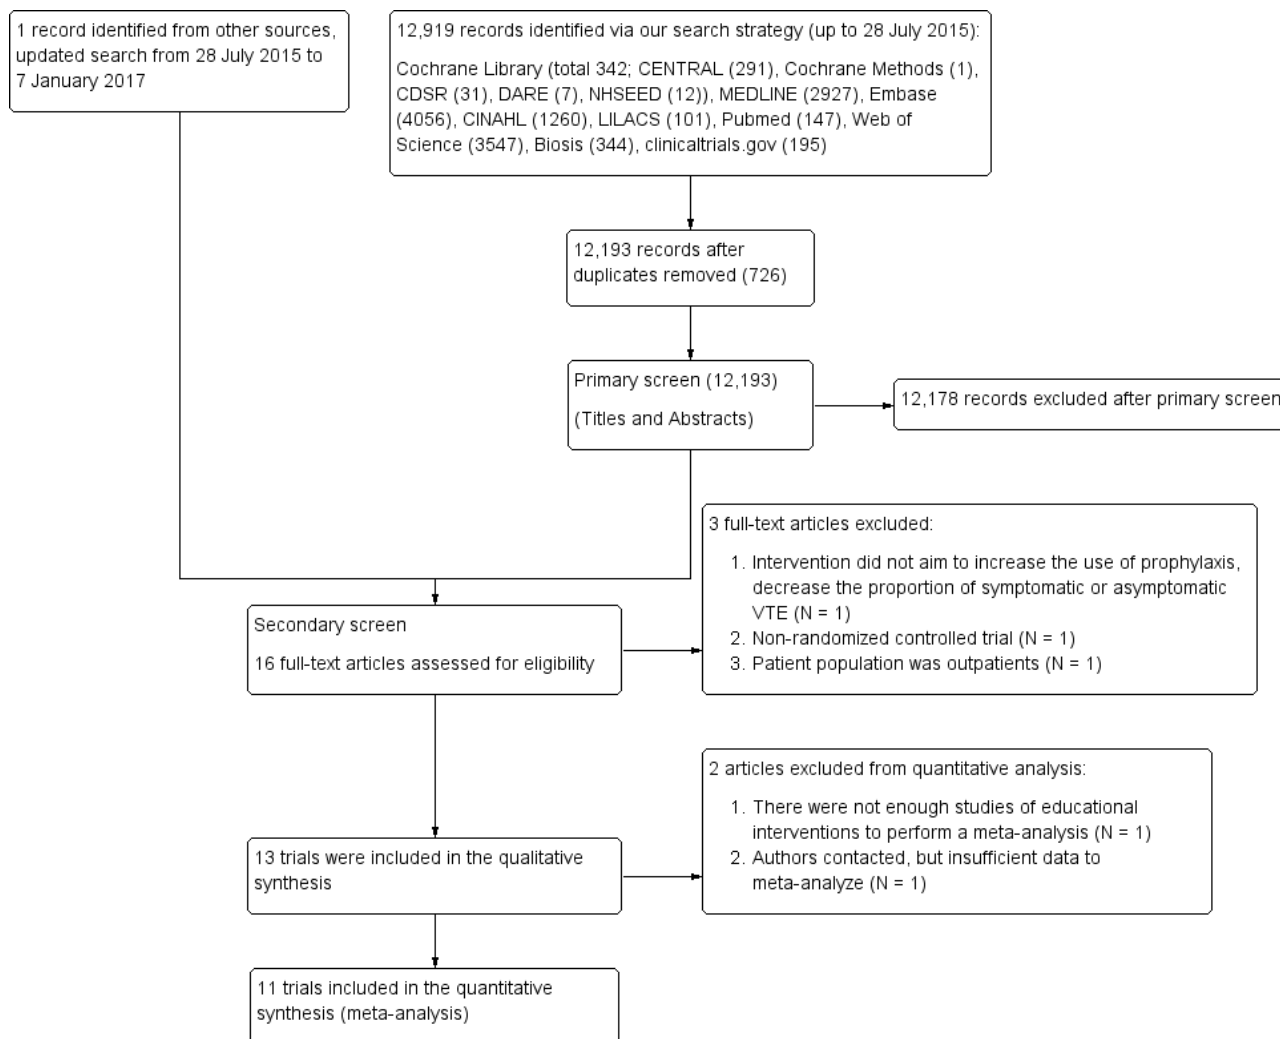 1 record identified from other sources,
updated search from 28 July 2015 to
7 January 2017
12,919 records identified via our search strategy (up to 28 July 2015):
Cochrane Library (total 342; CENTRAL (291), Cochrane Methods (1),
CDSR (31), DARE (7), NHSEED (12)), MEDLINE (2927), Embase
(4056), CINAHL (1260), LILACS (101), Pubmed (147), Web of
Science (3547), Biosis (344), clinicaltrials.gov (195)
12,193 records after
duplicates removed (726)
Primary screen (12,193)
(Titles and Abstracts)
12,178 records excluded after primary screen
3 full-text articles excluded:
1. Intervention did not aim to increase the use of prophylaxis,
decrease the proportion of symptomatic or asymptomatic
VTE (N = 1)
2. Non-randomized controlled trial (N = 1)
3. Patient population was outpatients (N = 1)
Secondary screen
16 full-text articles assessed for eligibility
2 articles excluded from quantitative analysis:
1. There were not enough studies of educational
interventions to perform a meta-analysis (N = 1)
2. Authors contacted, but insufficient data to
meta-analyze (N = 1)
13 trials were included in the qualitative
synthesis
11 trials included in the quantitative
synthesis (meta-analysis)